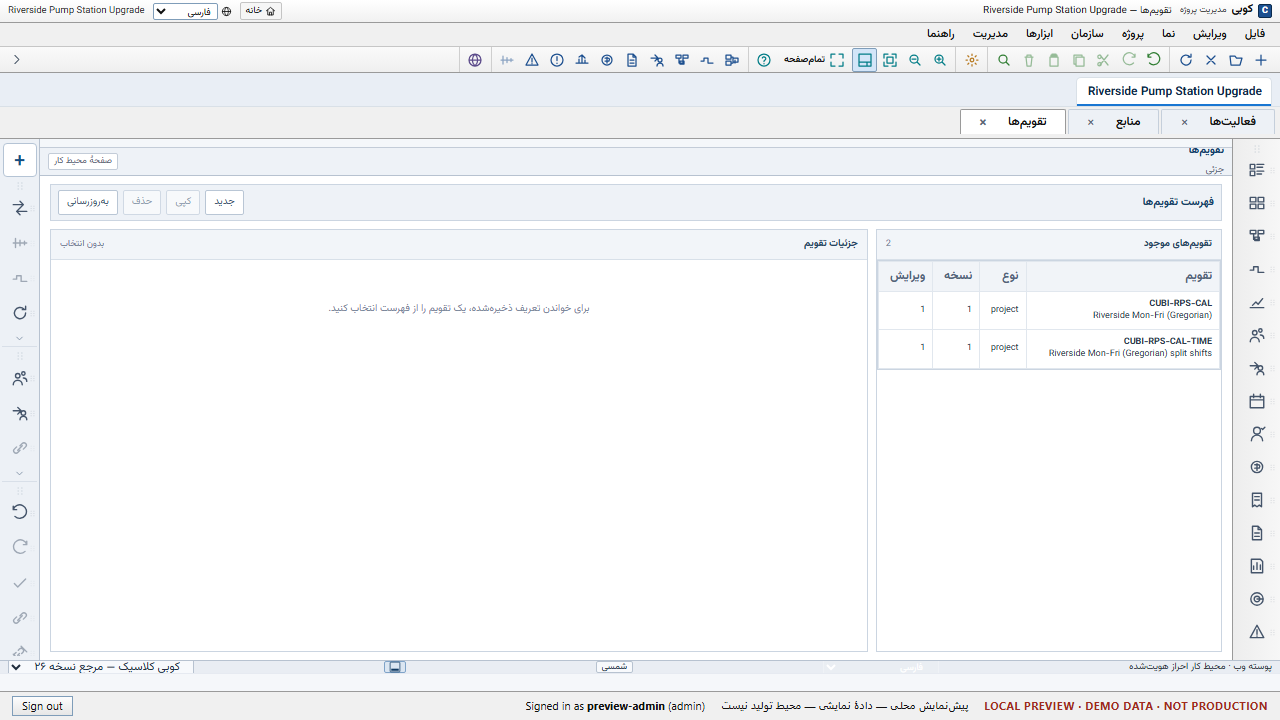 کوبی مدیریت پروژه تقویم‌ها — Riverside Pump Station Upgrade
خانه فارسی Riverside Pump Station Upgrade
فایل ویرایش نما پروژه سازمان ابزارها مدیریت راهنما
تمام‌صفحه
Riverside Pump Station Upgrade
فعالیت‌ها × منابع × تقویم‌ها ×
تقویم‌ها
جزئی
صفحهٔ محیط کار
فهرست تقویم‌ها
جدید کپی حذف به‌روزرسانی
تقویم‌های موجود 2
تقویم نوع نسخه ویرایش
CUBI-RPS-CAL
Riverside Mon-Fri (Gregorian)
project 1 1
CUBI-RPS-CAL-TIME
Riverside Mon-Fri (Gregorian) split shifts
project 1 1
جزئیات تقویم بدون انتخاب
برای خواندن تعریف ذخیره‌شده، یک تقویم را از فهرست انتخاب کنید.
پوسته وب · محیط کار احراز هویت‌شده
فارسی
شمسی
کوبی کلاسیک — مرجع نسخه ۲۶
LOCAL PREVIEW · DEMO DATA · NOT PRODUCTION
پیش‌نمایش محلی — دادهٔ نمایشی — محیط تولید نیست
Signed in as preview-admin (admin)
Sign out